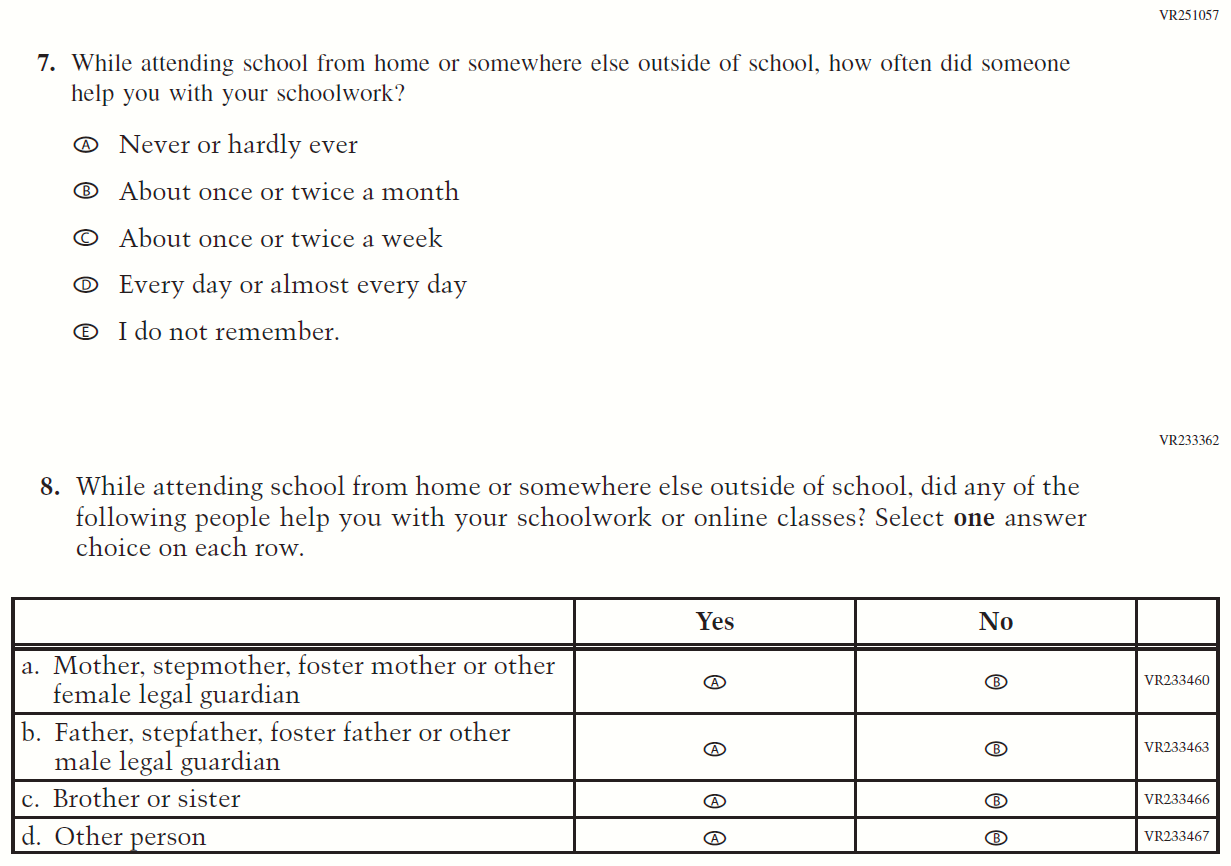 VR251057
7. While attending school from home or somewhere else outside of school, how often did someone
help you with your schoolwork?
A Never or hardly ever
B About once or twice a month
C About once or twice a week
D Every day or almost every day
E I do not remember.
VR233362
8. While attending school from home or somewhere else outside of school, did any of the
following people help you with your schoolwork or online classes? Select one answer
choice on each row.
Yes No
a. Mother, stepmother, foster mother or other
female legal guardian
A B VR233460
b. Father, stepfather, foster father or other
male legal guardian
A B VR233463
c. Brother or sister A B VR233466
d. Other person A B VR233467